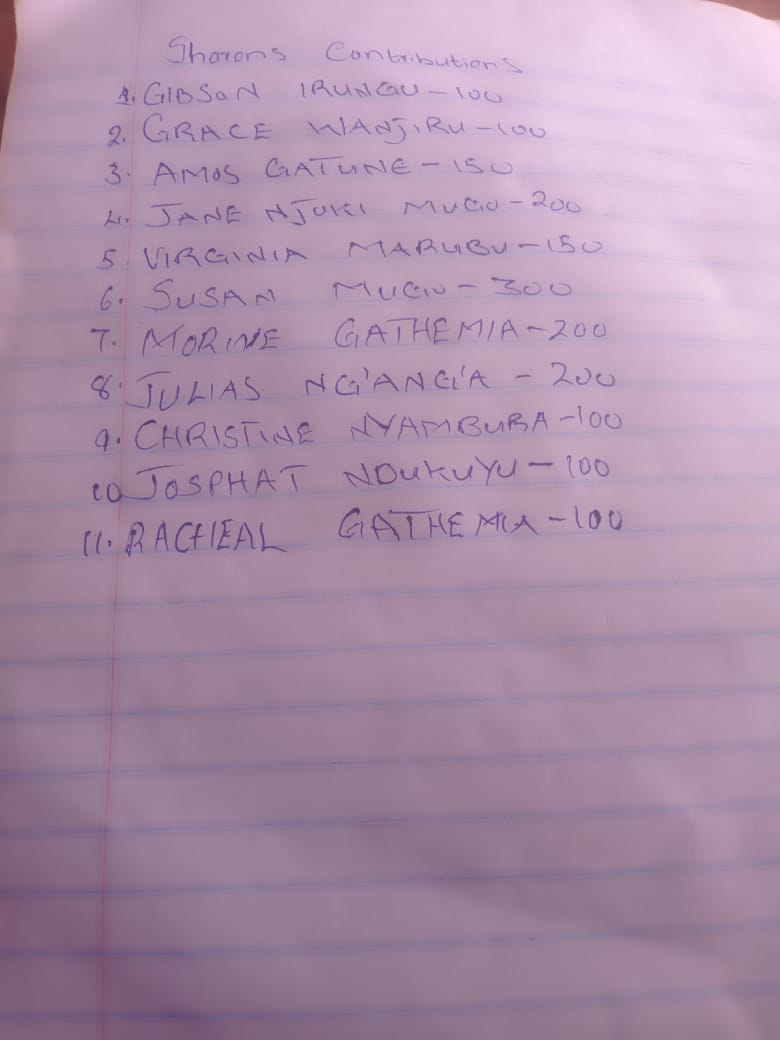 Sharons Contributions
1. GIBSON IRUNGU - 100
2. GRACE WANJIRU - 100
3. AMOS GATUNE - 150
4. JANE NJUKI MUGO - 200
5. VIRGINIA MARUBU - 150
6. SUSAN MUGO - 300
7. MORINE GATHEMIA - 200
8. JULIAS NG'ANG'A - 200
9. CHRISTINE NYAMBURA - 100
10 JOSPHAT NDUKUYU - 100
11. RACHEAL GATHEMIA - 100